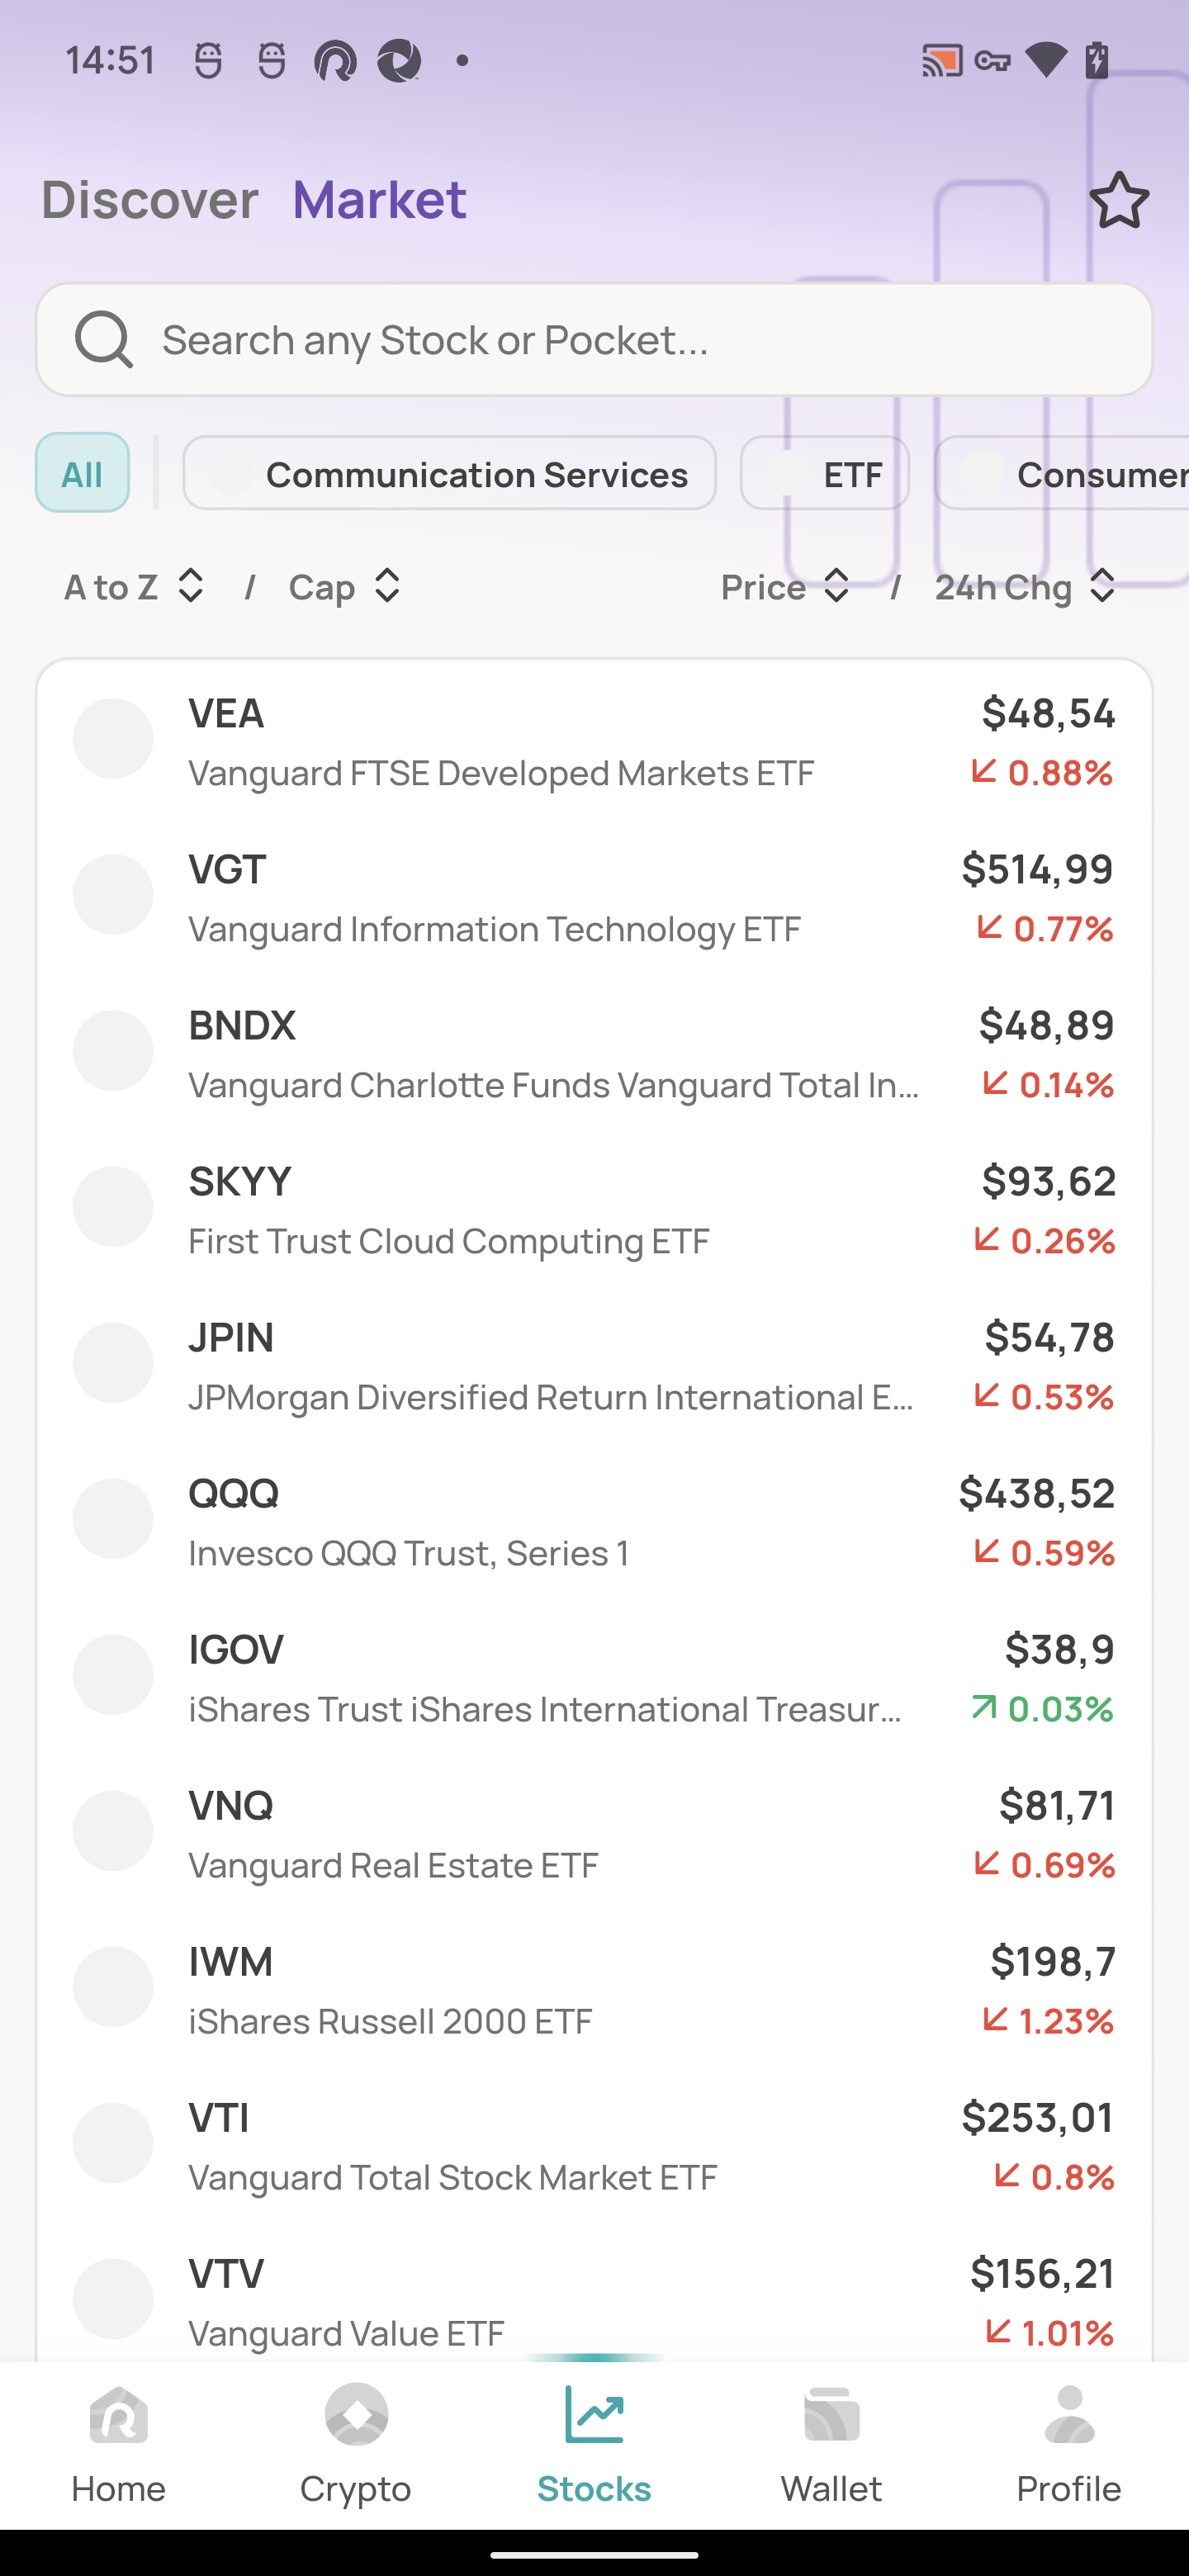 14:51
Discover Market
Search any Stock or Pocket...
All Communication Services ETF Consumer
A to Z / Cap Price / 24h Chg
VEA $48,54
Vanguard FTSE Developed Markets ETF 0.88%
VGT $514,99
Vanguard Information Technology ETF 0.77%
BNDX $48,89
Vanguard Charlotte Funds Vanguard Total In... 0.14%
SKYY $93,62
First Trust Cloud Computing ETF 0.26%
JPIN $54,78
JPMorgan Diversified Return International E... 0.53%
QQQ $438,52
Invesco QQQ Trust, Series 1 0.59%
IGOV $38,9
iShares Trust iShares International Treasur... 0.03%
VNQ $81,71
Vanguard Real Estate ETF 0.69%
IWM $198,7
iShares Russell 2000 ETF 1.23%
VTI $253,01
Vanguard Total Stock Market ETF 0.8%
VTV $156,21
Vanguard Value ETF 1.01%
Home Crypto Stocks Wallet Profile